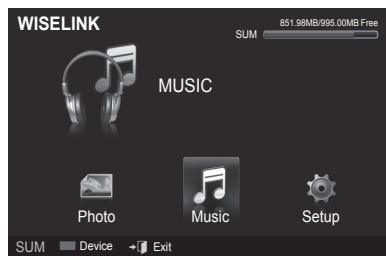 WISELINK
851.98MB/995.00MB Free
SUM
MUSIC
Photo Music Setup
SUM Device Exit